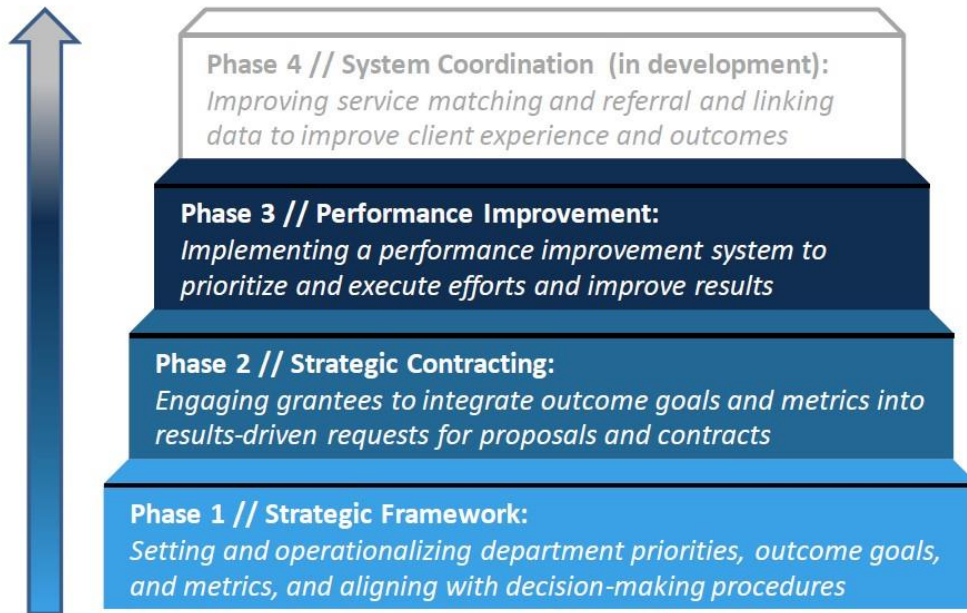 Phase 4 // System Coordination (in development):
Improving service matching and referral and linking
data to improve client experience and outcomes
Phase 3 // Performance Improvement:
Implementing a performance improvement system to
prioritize and execute efforts and improve results
Phase 2 // Strategic Contracting:
Engaging grantees to integrate outcome goals and metrics into
results-driven requests for proposals and contracts
Phase 1 // Strategic Framework:
Setting and operationalizing department priorities, outcome goals,
and metrics, and aligning with decision-making procedures